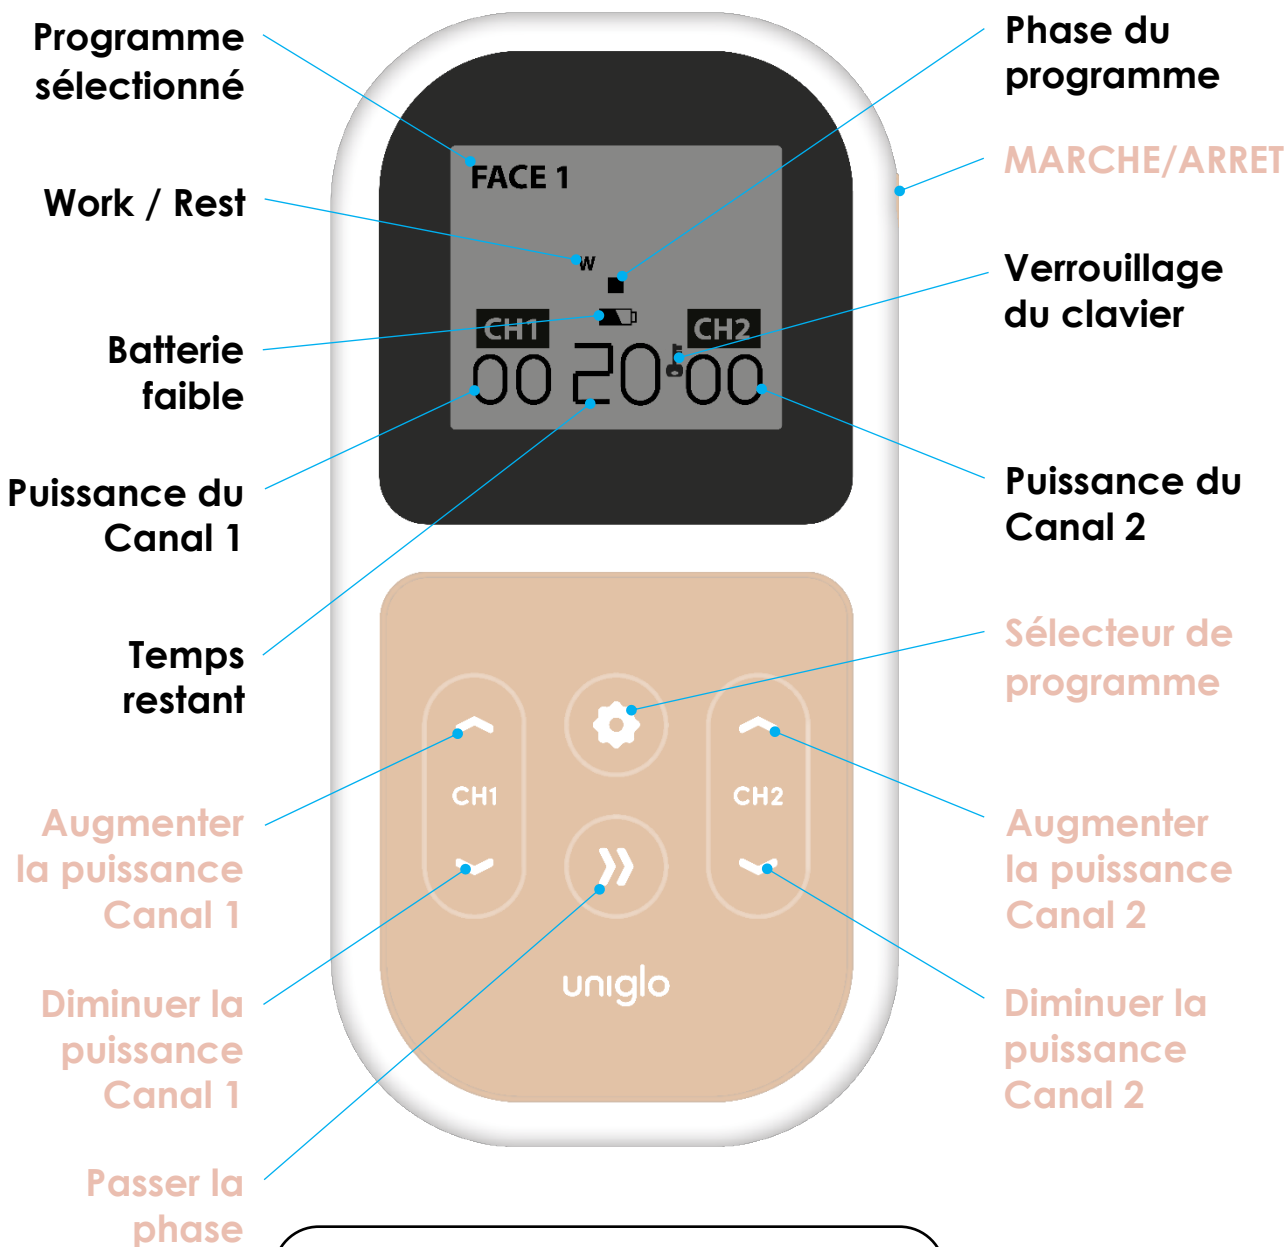 Programme
sélectionné
Phase du
programme
MARCHE/ARRET
FACE 1
Work / Rest
W
Verrouillage
du clavier
CH1
CH2
Batterie
faible
00
20
00
Puissance du
Canal 1
Puissance du
Canal 2
Temps
restant
Sélecteur de
programme
CH1
CH2
Augmenter
la puissance
Canal 1
Augmenter
la puissance
Canal 2
uniglo
Diminuer la
puissance
Canal 1
Diminuer la
puissance
Canal 2
Passer la
phase